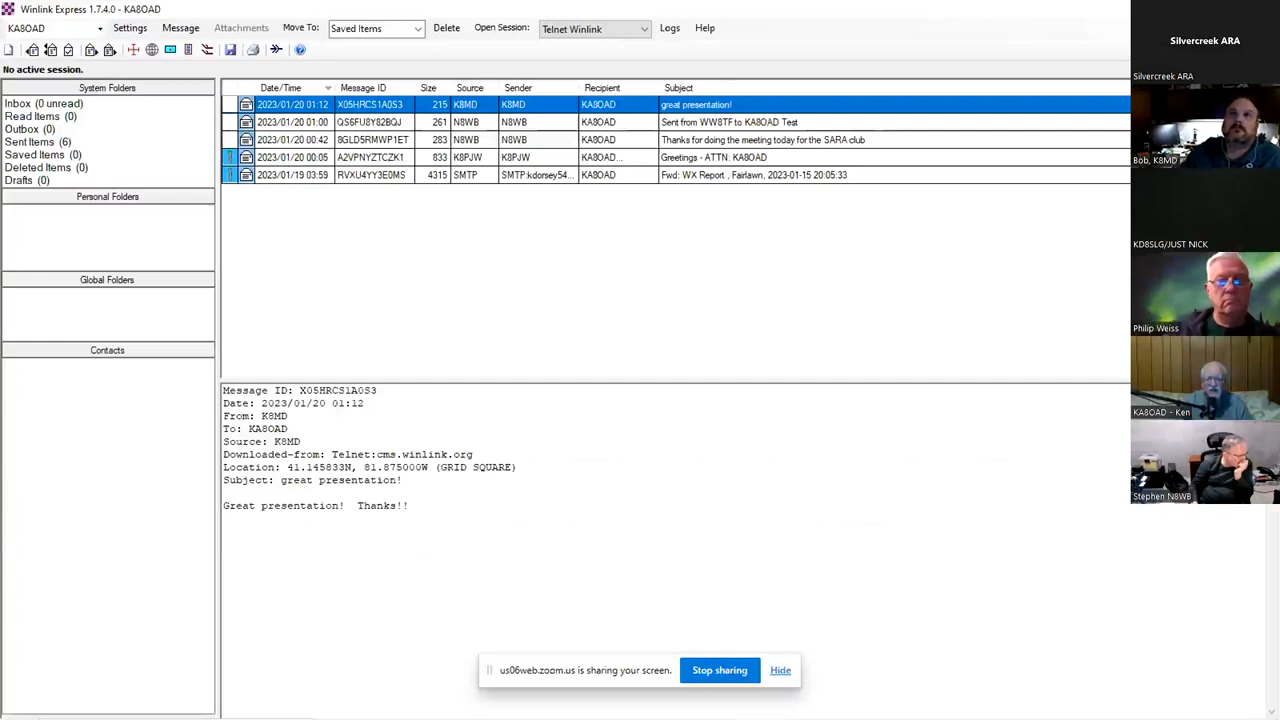 Winlink Express 1.7.4.0 - KA8OAD
KA8OAD Settings Message Attachments Move To: Saved Items Delete Open Session: Telnet Winlink Logs Help
No active session.
System Folders
Inbox (0 unread)
Read Items (0)
Outbox (0)
Sent Items (6)
Saved Items (0)
Deleted Items (0)
Drafts (0)
Personal Folders
Global Folders
Contacts
Date/Time Message ID Size Source Sender Recipient Subject
2023/01/20 01:12 X05HRCS1A0S3 215 K8MD K8MD KA8OAD great presentation!
2023/01/20 01:00 QS6FU8Y82BQJ 261 N8WB N8WB KA8OAD Sent from WW8TF to KA8OAD Test
2023/01/20 00:42 8GLD5RMWP1ET 283 N8WB N8WB KA8OAD Thanks for doing the meeting today for the SARA club
2023/01/20 00:05 A2VPNYZTCZK1 833 K8PJW K8PJW KA8OAD... Greetings - ATTN: KA8OAD
2023/01/19 03:59 RVXU4YY3E0MS 4315 SMTP SMTP:kdorsey54... KA8OAD Fwd: WX Report , Fairlawn, 2023-01-15 20:05:33
Message ID: X05HRCS1A0S3
Date: 2023/01/20 01:12
From: K8MD
To: KA8OAD
Source: K8MD
Downloaded-from: Telnet:cms.winlink.org
Location: 41.145833N, 81.875000W (GRID SQUARE)
Subject: great presentation!
Great presentation! Thanks!!
us06web.zoom.us is sharing your screen. Stop sharing Hide
Silvercreek ARA
Silvercreek ARA
Bob, K8MD
KD8SLG/JUST NICK
Philip Weiss
KA8OAD - Ken
Stephen N8WB